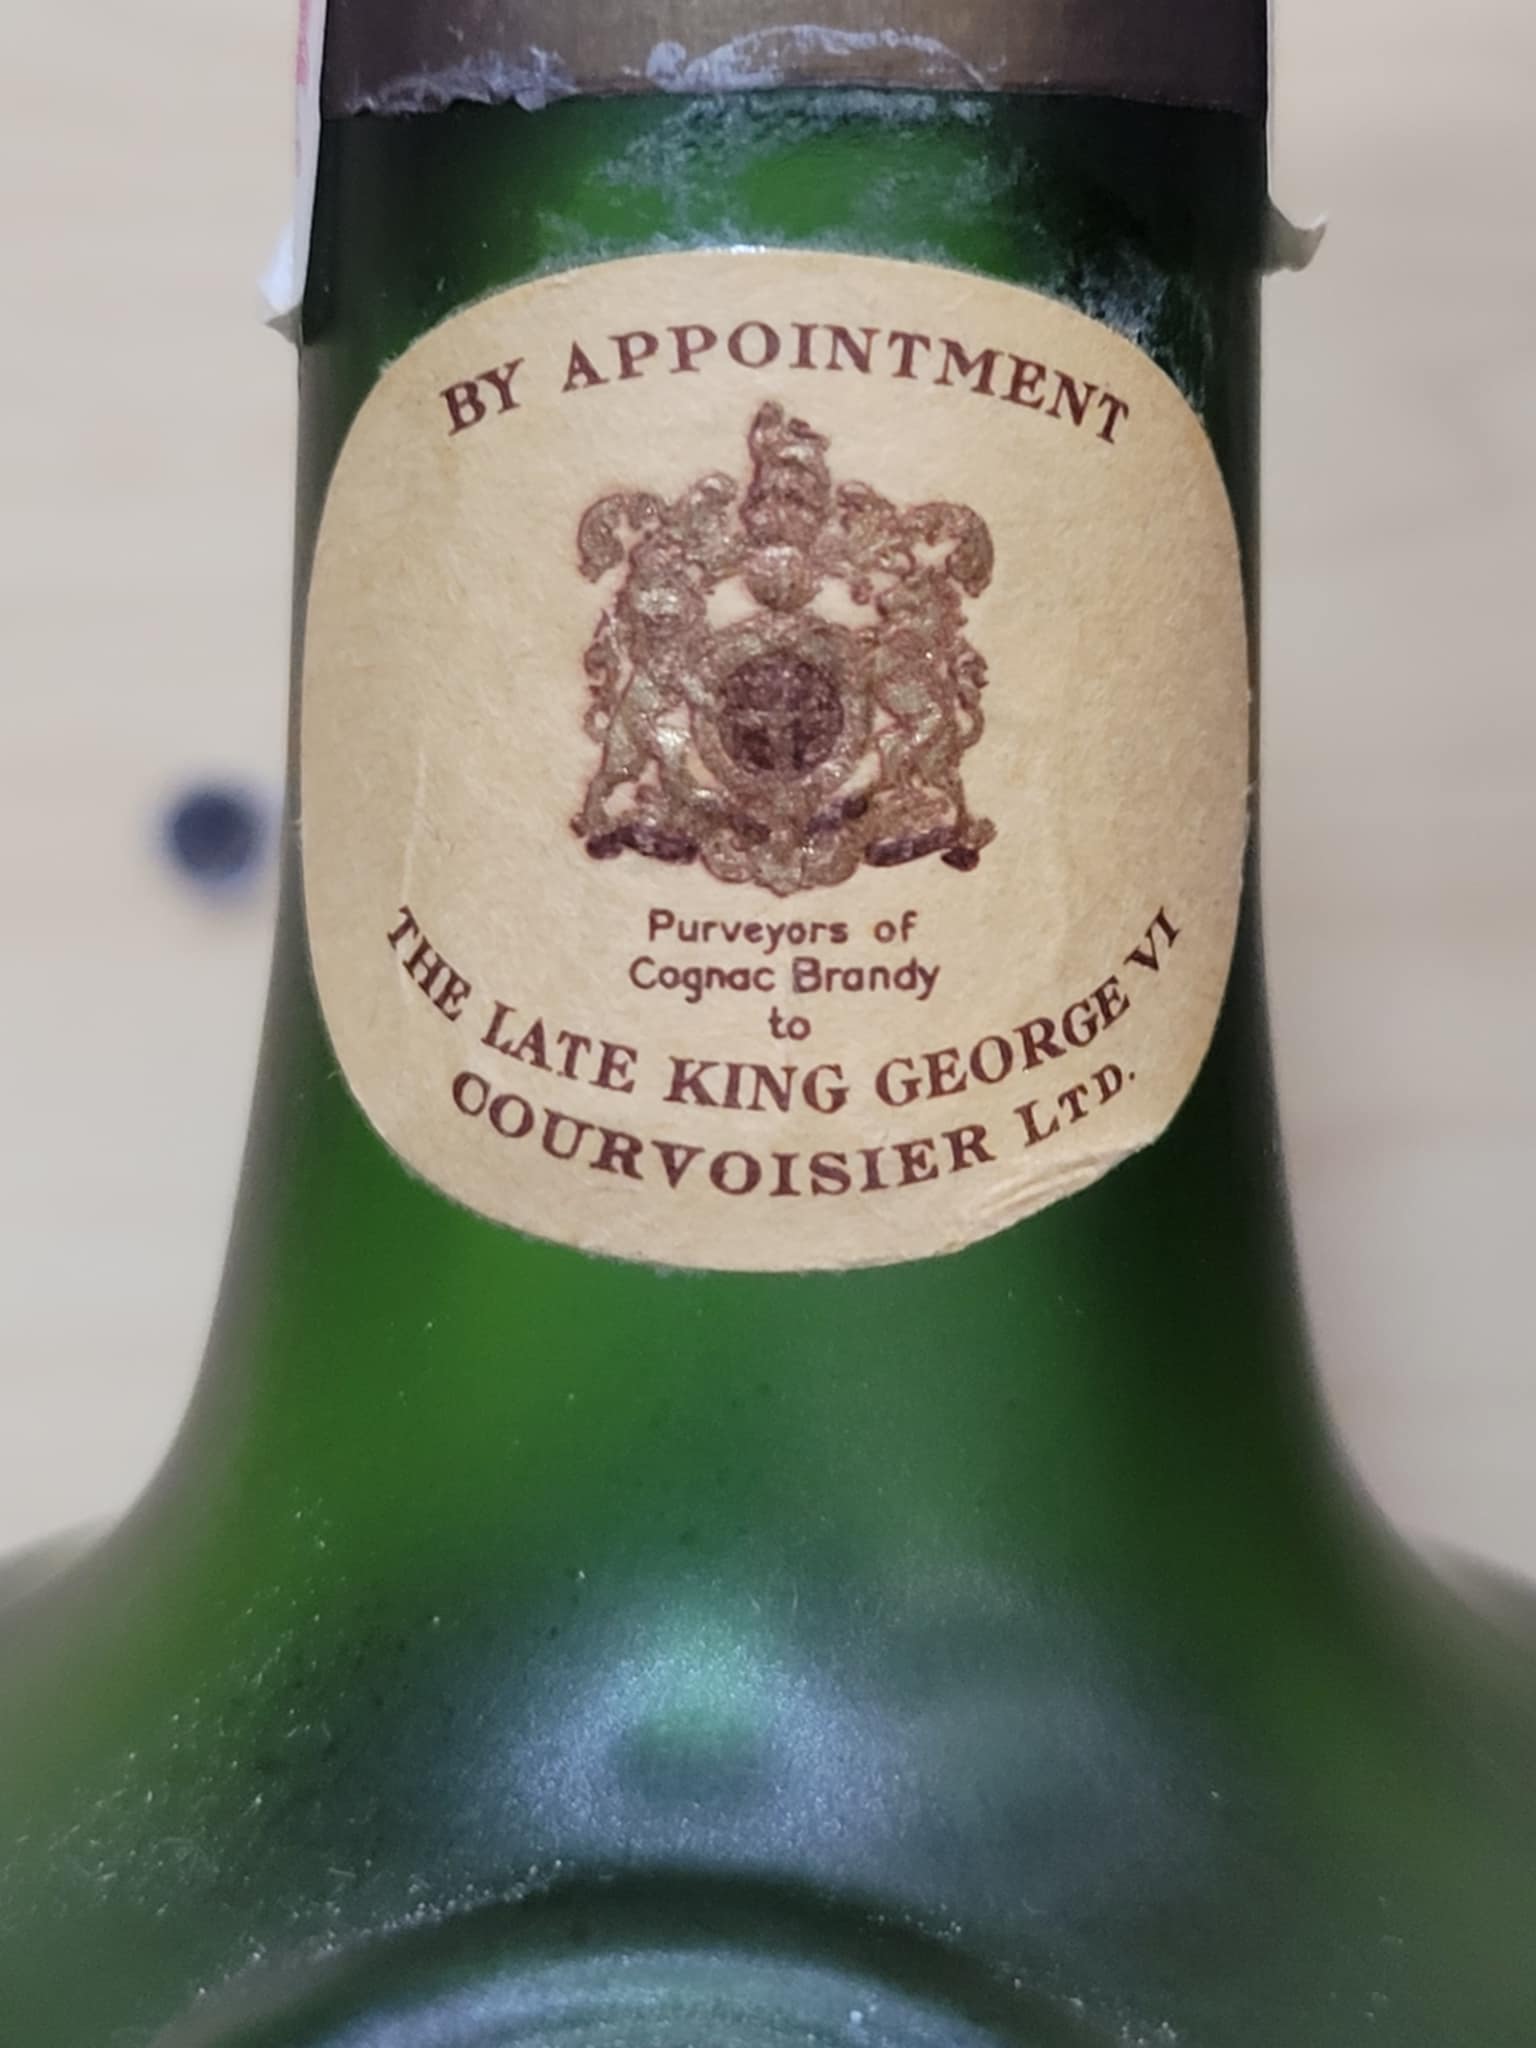 BY APPOINTMENT
Purveyors of
Cognac Brandy
to
THE LATE KING GEORGE VI
COURVOISIER LTD.